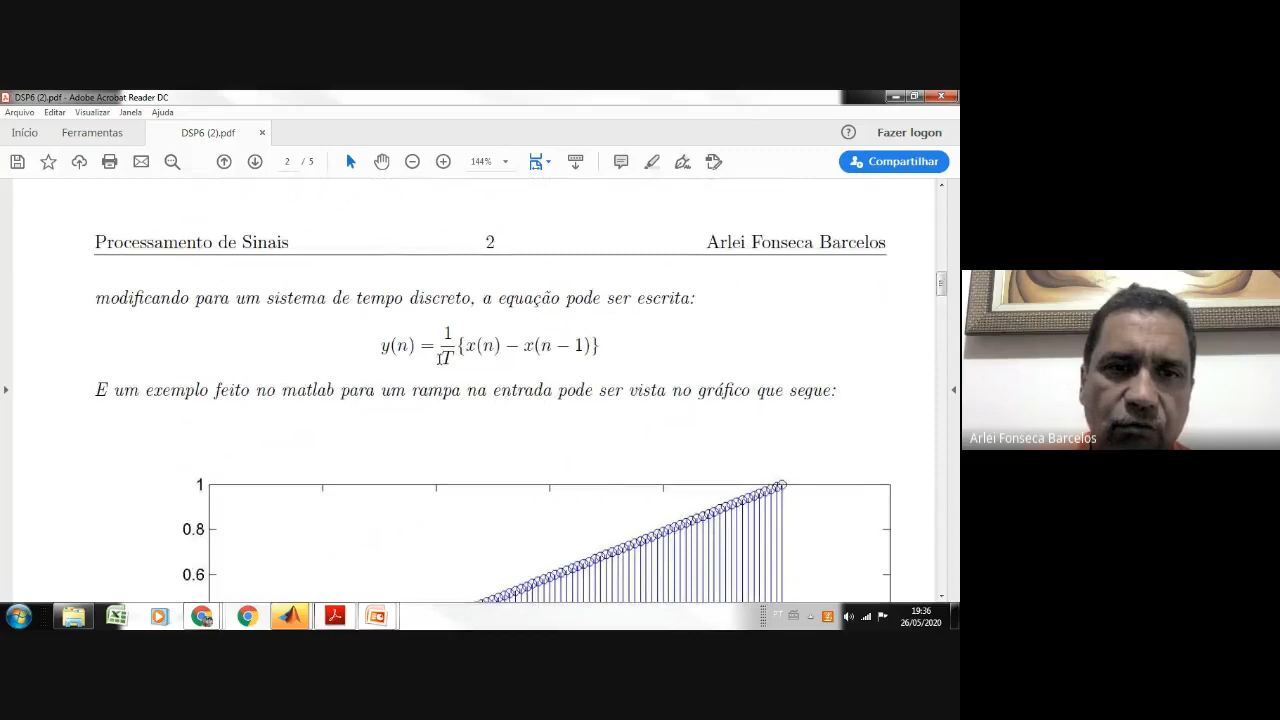 DSP6 (2).pdf - Adobe Acrobat Reader DC
Arquivo Editar Visualizar Janela Ajuda
Início Ferramentas DSP6 (2).pdf × ? Fazer logon
2 / 5 144% Compartilhar
Processamento de Sinais 2 Arlei Fonseca Barcelos
modificando para um sistema de tempo discreto, a equação pode ser escrita:
y(n) = 1/T {x(n) − x(n − 1)}
E um exemplo feito no matlab para um rampa na entrada pode ser vista no gráfico que segue:
1
0.8
0.6
Arlei Fonseca Barcelos
PT 19:36
26/05/2020